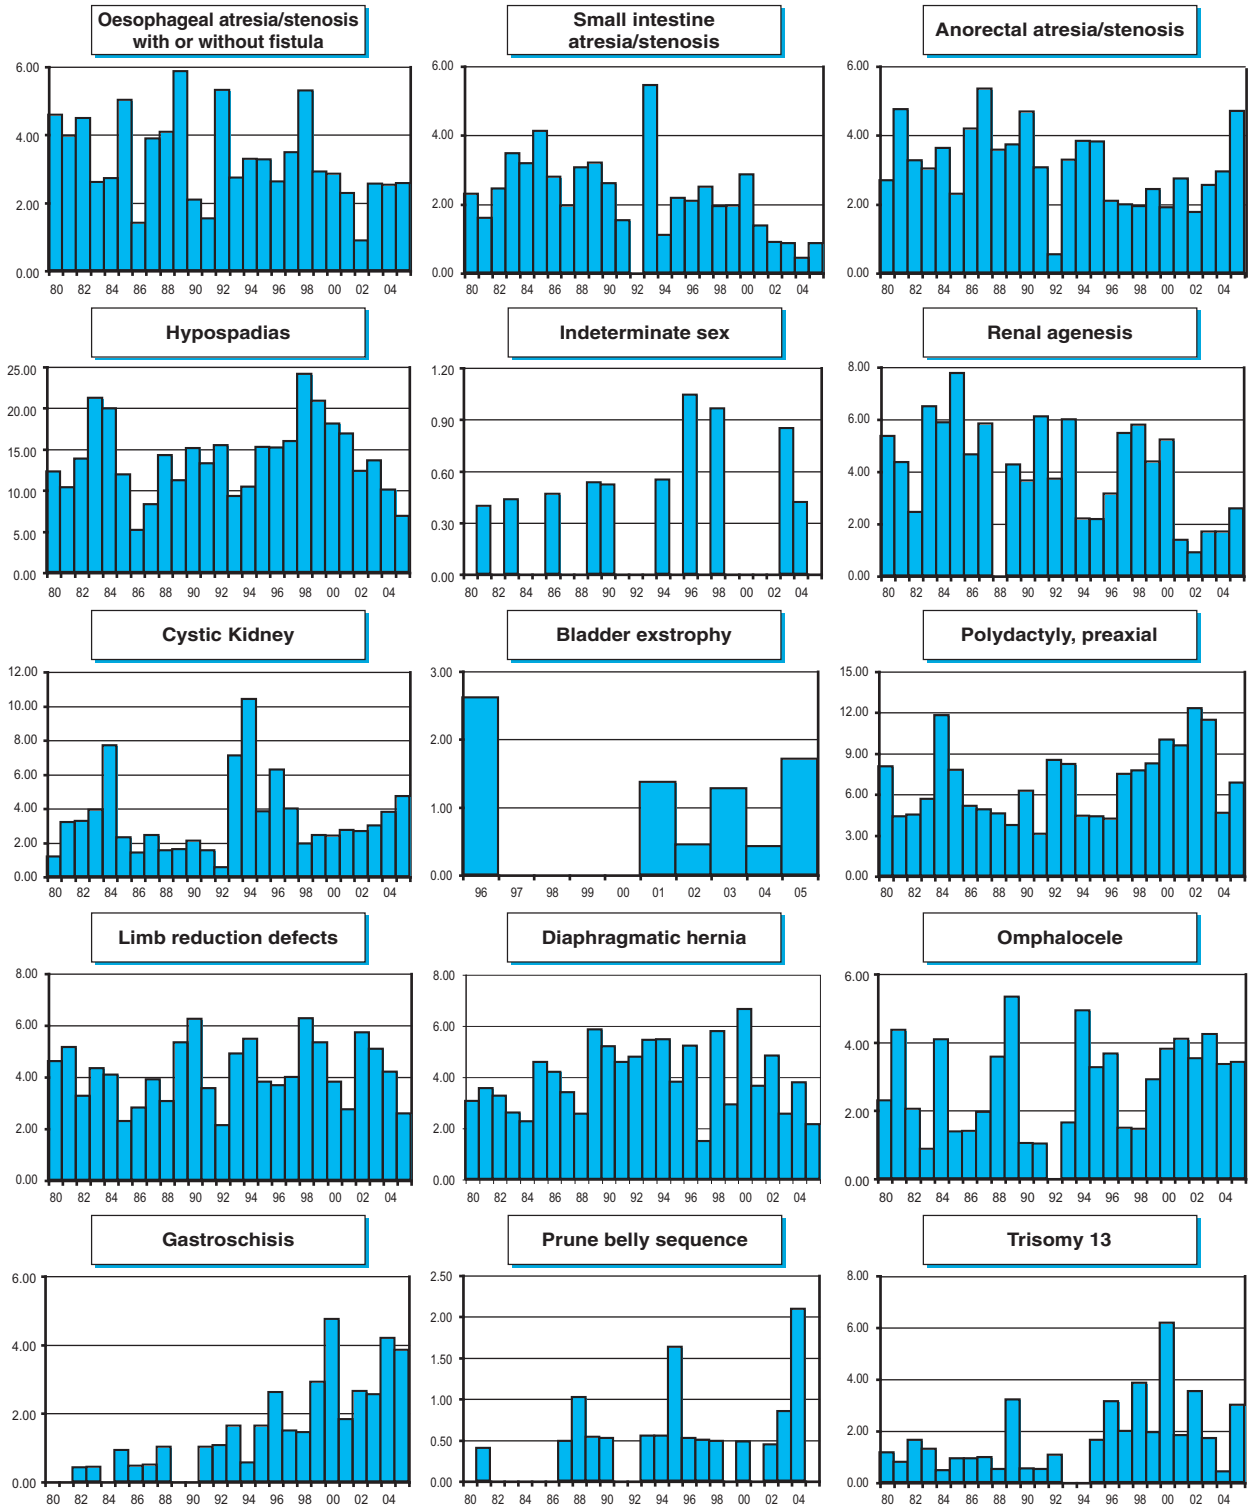 Oesophageal atresia/stenosis
with or without fistula
6.00
4.00
2.00
0.00
80 82 84 86 88 90 92 94 96 98 00 02 04
Small intestine
atresia/stenosis
6.00
4.00
2.00
0.00
80 82 84 86 88 90 92 94 96 98 00 02 04
Anorectal atresia/stenosis
6.00
4.00
2.00
0.00
80 82 84 86 88 90 92 94 96 98 00 02 04
Hypospadias
25.00
20.00
15.00
10.00
5.00
0.00
80 82 84 86 88 90 92 94 96 98 00 02 04
Indeterminate sex
1.20
0.90
0.60
0.30
0.00
80 82 84 86 88 90 92 94 96 98 00 02 04
Renal agenesis
8.00
6.00
4.00
2.00
0.00
80 82 84 86 88 90 92 94 96 98 00 02 04
Cystic Kidney
12.00
10.00
8.00
6.00
4.00
2.00
0.00
80 82 84 86 88 90 92 94 96 98 00 02 04
Bladder exstrophy
3.00
2.00
1.00
0.00
96 97 98 99 00 01 02 03 04 05
Polydactyly, preaxial
15.00
12.00
9.00
6.00
3.00
0.00
80 82 84 86 88 90 92 94 96 98 00 02 04
Limb reduction defects
8.00
6.00
4.00
2.00
0.00
80 82 84 86 88 90 92 94 96 98 00 02 04
Diaphragmatic hernia
8.00
6.00
4.00
2.00
0.00
80 82 84 86 88 90 92 94 96 98 00 02 04
Omphalocele
6.00
4.00
2.00
0.00
80 82 84 86 88 90 92 94 96 98 00 02 04
Gastroschisis
6.00
4.00
2.00
0.00
80 82 84 86 88 90 92 94 96 98 00 02 04
Prune belly sequence
2.50
2.00
1.50
1.00
0.50
0.00
80 82 84 86 88 90 92 94 96 98 00 02 04
Trisomy 13
8.00
6.00
4.00
2.00
0.00
80 82 84 86 88 90 92 94 96 98 00 02 04